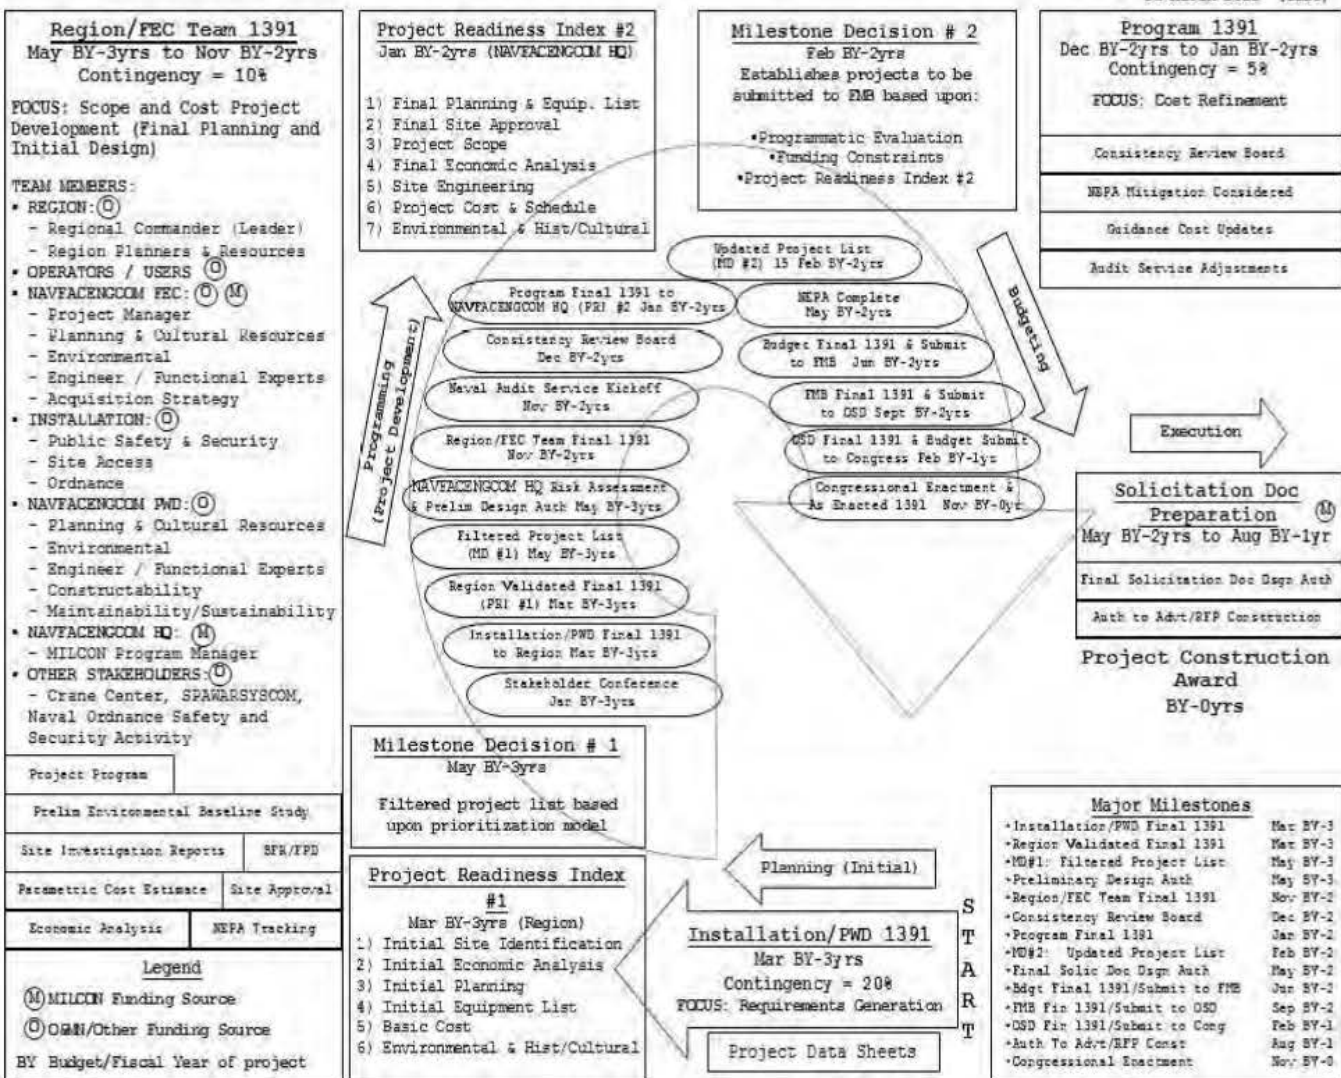 Region/FEC Team 1391
May BY-3yrs to Nov BY-2yrs
Contingency = 10%
FOCUS: Scope and Cost Project
Development (Final Planning and
Initial Design)
TEAM MEMBERS:
• REGION: O
- Regional Commander (Leader)
- Region Planners & Resources
• OPERATORS / USERS O
• NAVFACENGCOM FEC: O M
- Project Manager
- Planning & Cultural Resources
- Environmental
- Engineer / Functional Experts
- Acquisition Strategy
• INSTALLATION: O
- Public Safety & Security
- Site Access
- Ordnance
• NAVFACENGCOM PWD: O
- Planning & Cultural Resources
- Environmental
- Engineer / Functional Experts
- Constructability
- Maintainability/Sustainability
• NAVFACENGCOM HQ: M
- MILCON Program Manager
• OTHER STAKEHOLDERS: O
- Crane Center, SPAWARSYSCOM,
Naval Ordnance Safety and
Security Activity
Project Program
Prelim Environmental Baseline Study
Site Investigation Reports
BFR/FPD
Parametric Cost Estimate
Site Approval
Economic Analysis
NEPA Tracking
Legend
M MILCON Funding Source
O O&MN/Other Funding Source
BY Budget/Fiscal Year of project
Project Readiness Index #2
Jan BY-2yrs (NAVFACENGCOM HQ)
1) Final Planning & Equip. List
2) Final Site Approval
3) Project Scope
4) Final Economic Analysis
5) Site Engineering
6) Project Cost & Schedule
7) Environmental & Hist/Cultural
Milestone Decision # 2
Feb BY-2yrs
Establishes projects to be
submitted to FMB based upon:
•Programmatic Evaluation
•Funding Constraints
•Project Readiness Index #2
Program 1391
Dec BY-2yrs to Jan BY-2yrs
Contingency = 5%
FOCUS: Cost Refinement
Consistency Review Board
NEPA Mitigation Considered
Guidance Cost Updates
Audit Service Adjustments
Programming
(Project Development)
Program Final 1391 to
NAVFACENGCOM HQ (PRI #2 Jan BY-2yrs
Consistency Review Board
Dec BY-2yrs
Naval Audit Service Kickoff
Nov BY-2yrs
Region/FEC Team Final 1391
Nov BY-2yrs
NAVFACENGCOM HQ Risk Assessment
& Prelim Design Auth May BY-3yrs
Filtered Project List
(MD #1) May BY-3yrs
Region Validated Final 1391
(PRI #1) Mar BY-3yrs
Installation/PWD Final 1391
to Region Mar BY-3yrs
Stakeholder Conference
Jan BY-3yrs
Updated Project List
(MD #2) 15 Feb BY-2yrs
NEPA Complete
May BY-2yrs
Budget Final 1391 & Submit
to FMB Jun BY-2yrs
FMB Final 1391 & Submit
to OSD Sept BY-2yrs
OSD Final 1391 & Budget Submit
to Congress Feb BY-1yr
Congressional Enactment &
As Enacted 1391 Nov BY-0yr
Budgeting
Execution
Solicitation Doc
Preparation M
May BY-2yrs to Aug BY-1yr
Final Solicitation Doc Dsgn Auth
Auth to Advt/RFP Construction
Project Construction
Award
BY-0yrs
Milestone Decision # 1
May BY-3yrs
Filtered project list based
upon prioritization model
Project Readiness Index
#1
Mar BY-3yrs (Region)
1) Initial Site Identification
2) Initial Economic Analysis
3) Initial Planning
4) Initial Equipment List
5) Basic Cost
6) Environmental & Hist/Cultural
Planning (Initial)
Installation/PWD 1391
Mar BY-3yrs
Contingency = 20%
FOCUS: Requirements Generation
Project Data Sheets
START
Major Milestones
•Installation/PWD Final 1391 Mar BY-3
•Region Validated Final 1391 Mar BY-3
•MD#1: Filtered Project List May BY-3
•Preliminary Design Auth May BY-3
•Region/FEC Team Final 1391 Nov BY-2
•Consistency Review Board Dec BY-2
•Program Final 1391 Jan BY-2
•MD#2: Updated Project List Feb BY-2
•Final Solic Doc Dsgn Auth May BY-2
•Bdgt Final 1391/Submit to FMB Jun BY-2
•FMB Fin 1391/Submit to OSD Sep BY-2
•OSD Fin 1391/Submit to Cong Feb BY-1
•Auth To Advt/RFP Const Aug BY-1
•Congressional Enactment Nov BY-0